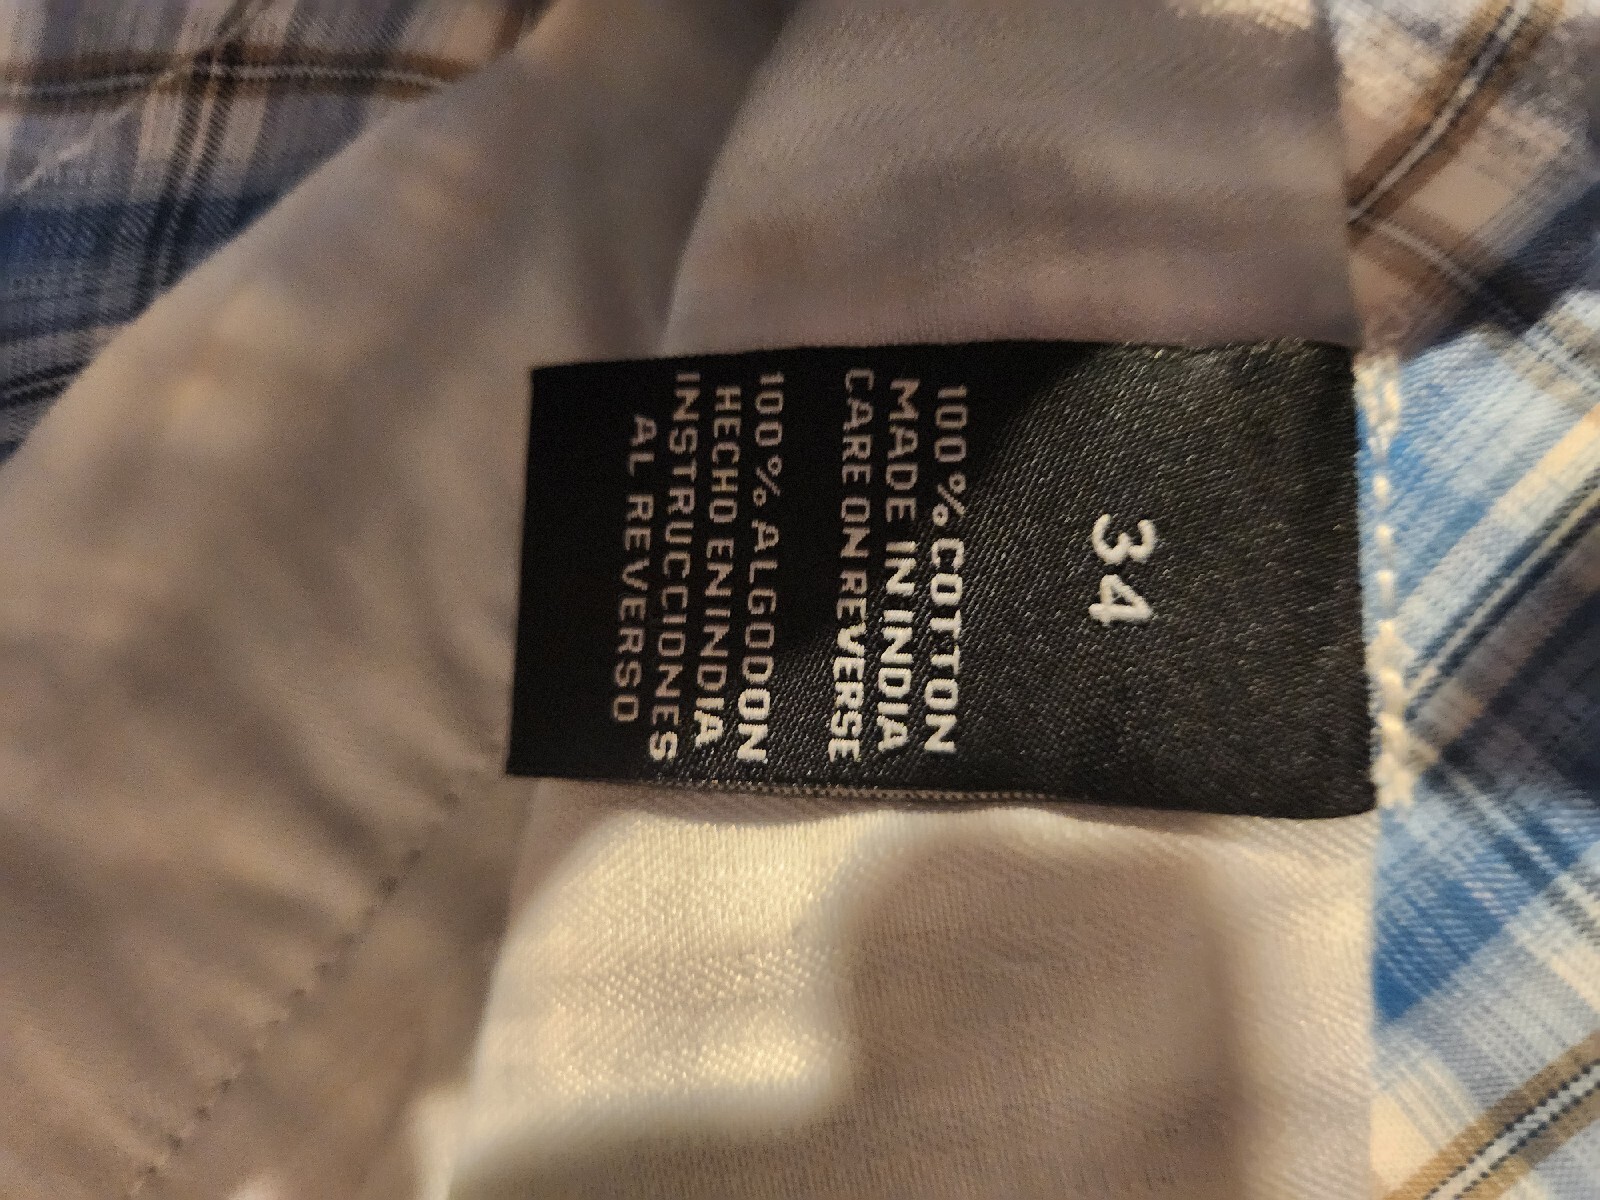 34
100% COTTON
MADE IN INDIA
CARE ON REVERSE
100% ALGODON
HECHO EN INDIA
INSTRUCCIONES
AL REVERSO